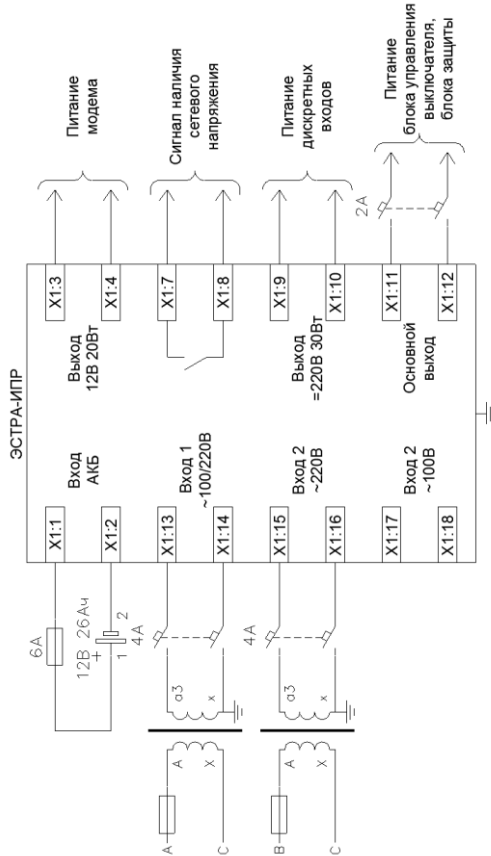 ЭСТРА-ИПР
6А
12В 26Ач
+
1
2
X1:1
X1:2
Вход
АКБ
Выход
12В 20Вт
X1:3
X1:4
Питание
модема
А
С
А
X
а3
х
4А
X1:13
X1:14
Вход 1
~100/220В
X1:7
X1:8
Сигнал наличия
сетевого
напряжения
В
С
А
X
а3
х
4А
X1:15
X1:16
Вход 2
~220В
Выход
=220В 30Вт
X1:9
X1:10
Питание
дискретных
входов
X1:17
X1:18
Вход 2
~100В
Основной
выход
X1:11
X1:12
2А
Питание
блока управления
выключателя,
блока защиты